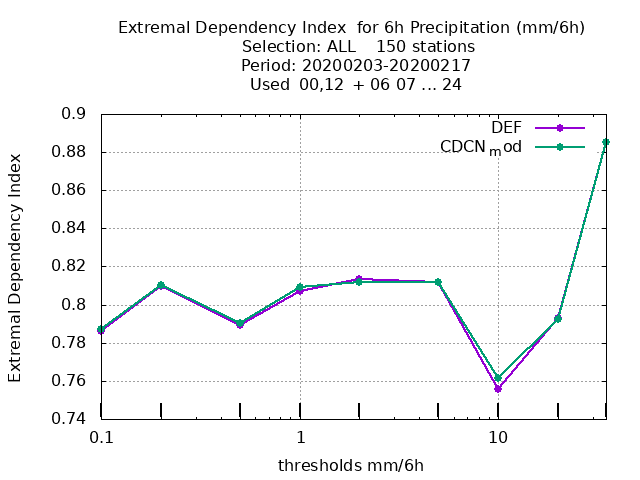 Extremal Dependency Index  for 6h Precipitation (mm/6h)
Selection: ALL    150 stations
Period: 20200203-20200217
Used  00,12  + 06 07 ... 24
0.9
0.88
0.86
0.84
0.82
0.8
0.78
0.76
0.74
Extremal Dependency Index
DEF
CDCNmod
0.1
1
10
thresholds mm/6h